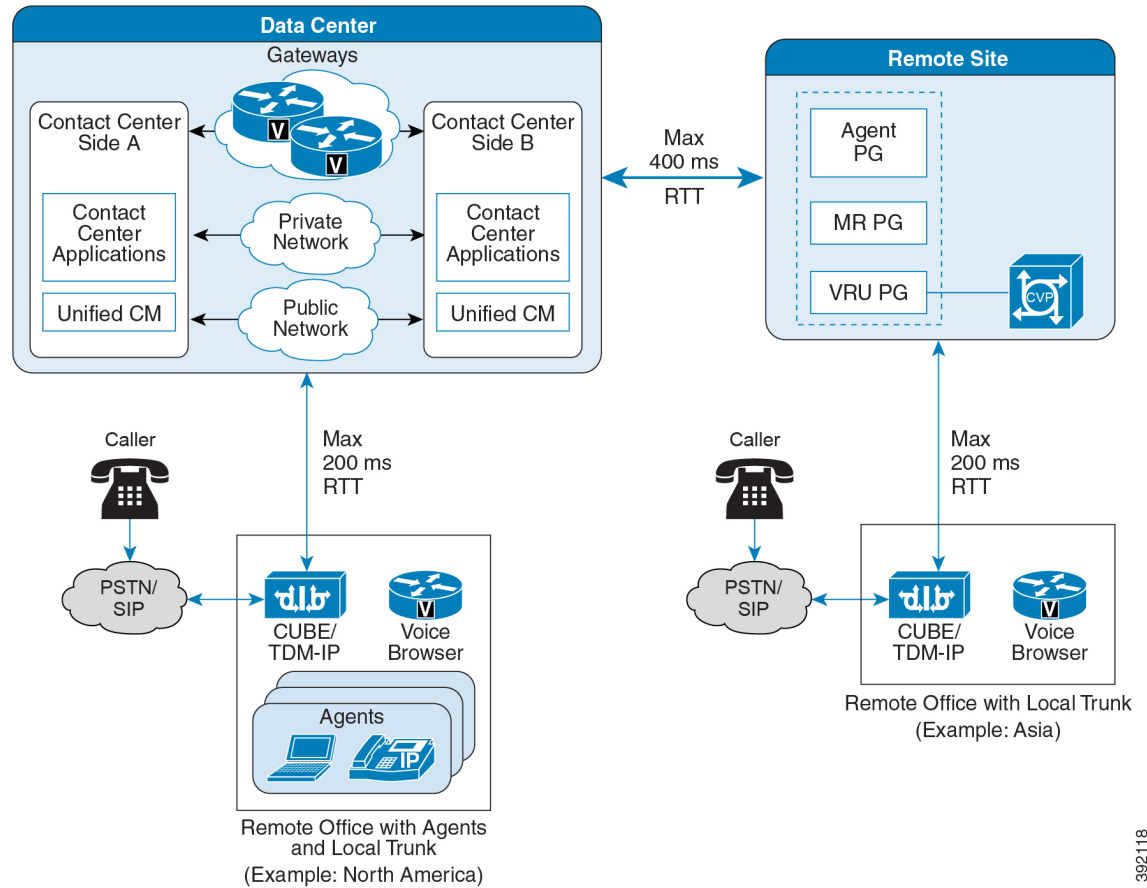 Data Center
Gateways
Contact Center
Side A
V
V
Contact Center
Side B
Contact
Center
Applications
Private
Network
Contact
Center
Applications
Unified CM
Public
Network
Unified CM
Max
400 ms
RTT
Remote Site
Agent
PG
MR PG
VRU PG
CVP
Caller
Max
200 ms
RTT
PSTN/
SIP
CUBE/
TDM-IP
V
Voice
Browser
Agents
IP
Remote Office with Agents
and Local Trunk
(Example: North America)
Caller
Max
200 ms
RTT
PSTN/
SIP
CUBE/
TDM-IP
V
Voice
Browser
Remote Office with Local Trunk
(Example: Asia)
392118